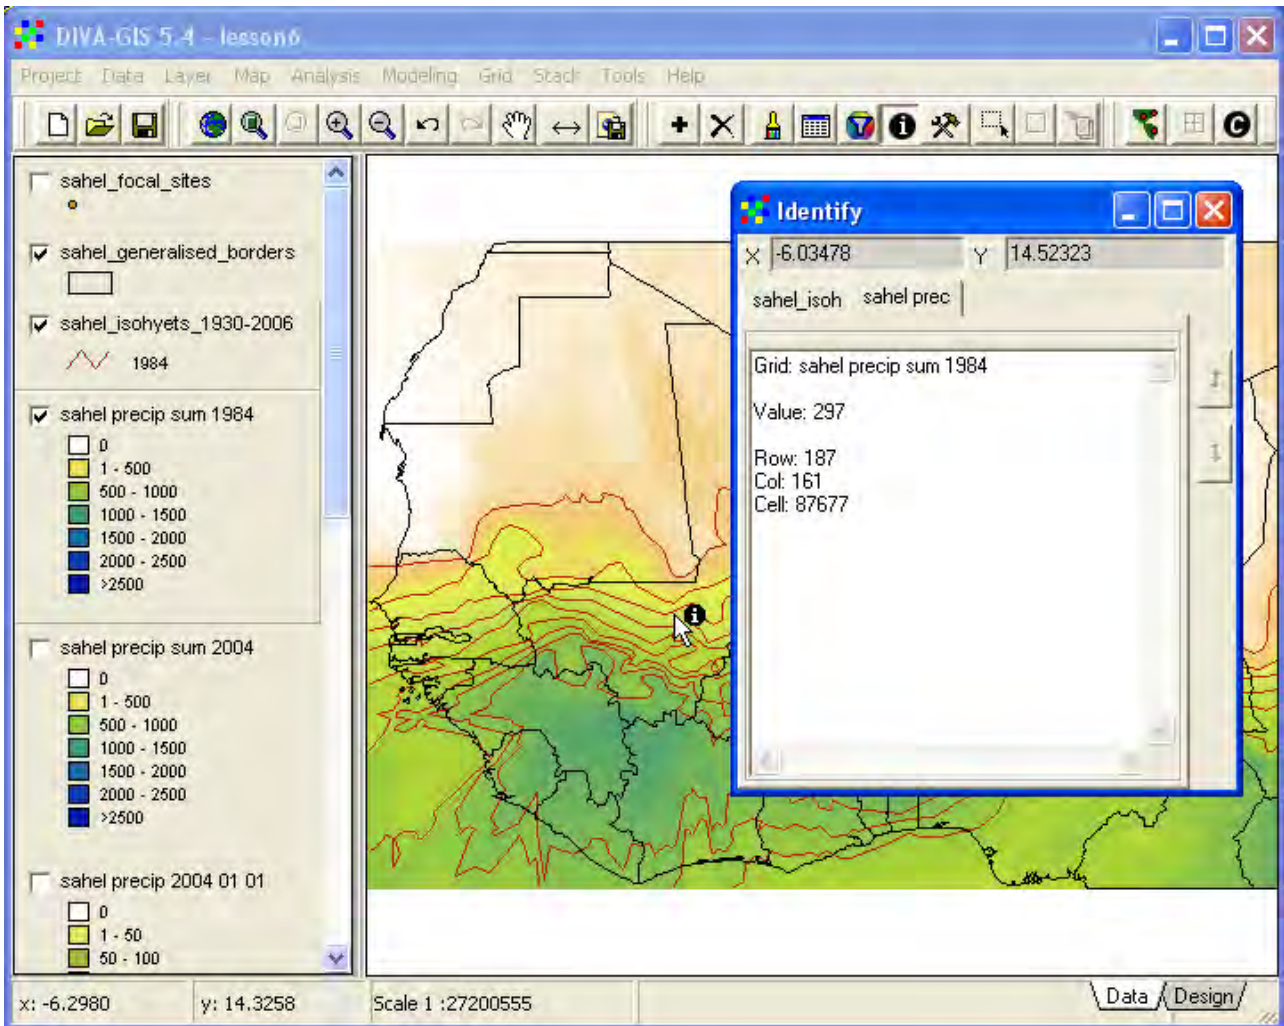 DIVA-GIS 5.4 - lesson6
Project Data Layer Map Analysis Modeling Grid Stack Tools Help
sahel_focal_sites
sahel_generalised_borders
sahel_isohyets_1930-2006
1984
sahel precip sum 1984
0
1 - 500
500 - 1000
1000 - 1500
1500 - 2000
2000 - 2500
>2500
sahel precip sum 2004
0
1 - 500
500 - 1000
1000 - 1500
1500 - 2000
2000 - 2500
>2500
sahel precip 2004 01 01
0
1 - 50
50 - 100
Identify
X -6.03478 Y 14.52323
sahel_isoh sahel prec
Grid: sahel precip sum 1984
Value: 297
Row: 187
Col: 161
Cell: 87677
x: -6.2980 y: 14.3258 Scale 1 :27200555 Data Design